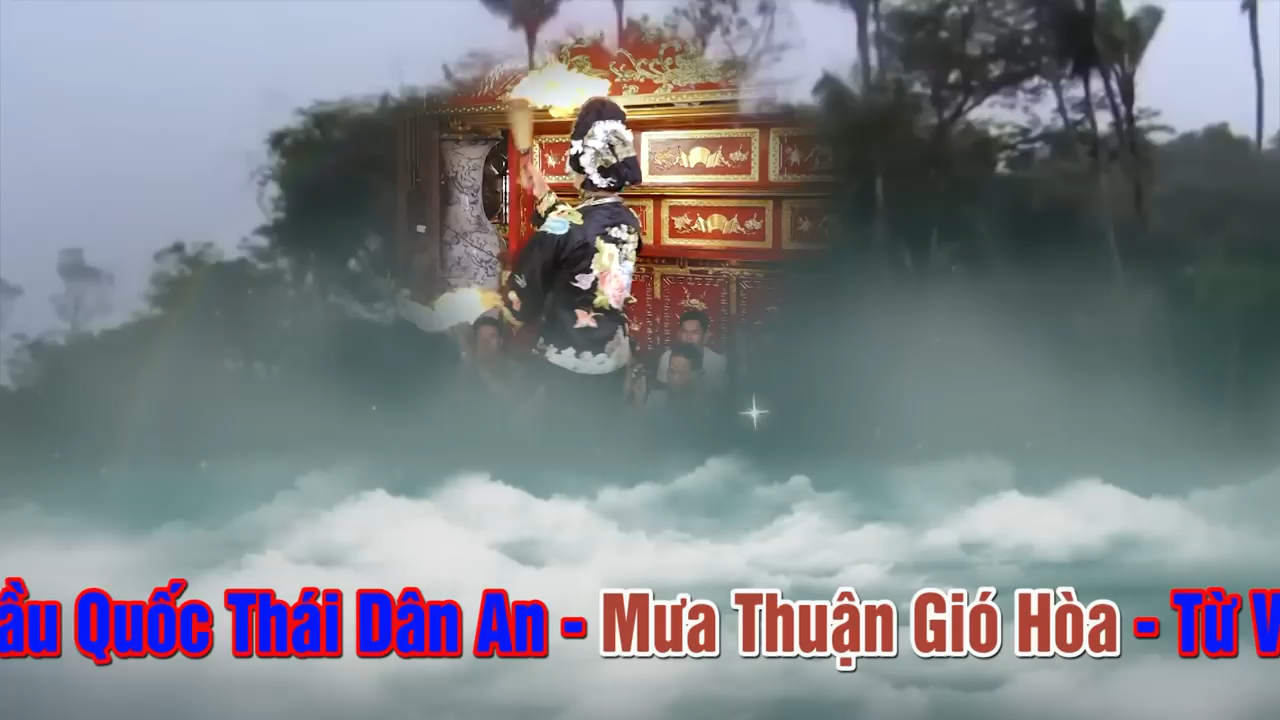 Quốc Thái Dân An - Mưa Thuận Gió Hòa - Từ